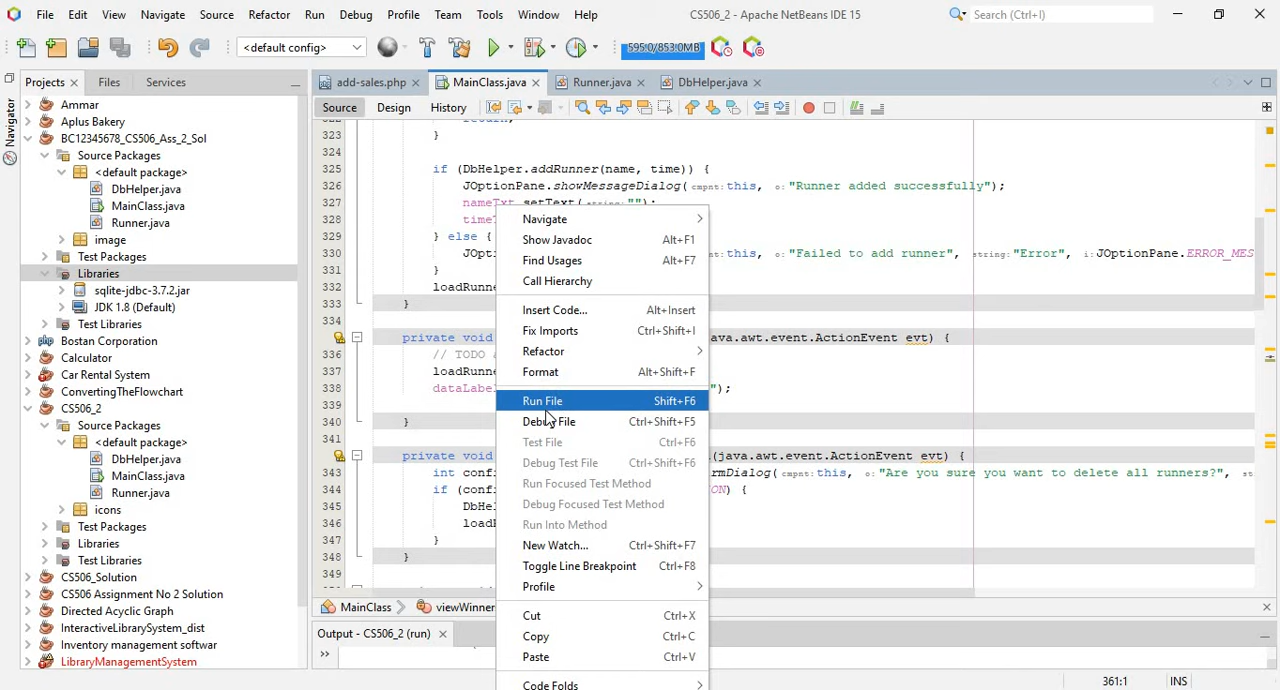 File Edit View Navigate Source Refactor Run Debug Profile Team Tools Window Help CS506_2 - Apache NetBeans IDE 15 Search (Ctrl+I)
<default config> 595.0/853.0MB
Projects Files Services
add-sales.php MainClass.java Runner.java DbHelper.java
Source Design History
Navigator
Ammar
Aplus Bakery
BC12345678_CS506_Ass_2_Sol
Source Packages
<default package>
DbHelper.java
MainClass.java
Runner.java
image
Test Packages
Libraries
sqlite-jdbc-3.7.2.jar
JDK 1.8 (Default)
Test Libraries
Bostan Corporation
Calculator
Car Rental System
ConvertingTheFlowchart
CS506_2
Source Packages
<default package>
DbHelper.java
MainClass.java
Runner.java
icons
Test Packages
Libraries
Test Libraries
CS506_Solution
CS506 Assignment No 2 Solution
Directed Acyclic Graph
InteractiveLibrarySystem_dist
Inventory management softwar
LibraryManagementSystem
323 }
324
325 if (DbHelper.addRunner(name, time)) {
326 JOptionPane.showMessageDialog(cmpnt: this, o: "Runner added successfully");
327 nameTxt.setText(string: "");
328 timeT
329 } else {
330 JOptio this, o: "Failed to add runner", string: "Error", i: JOptionPane.ERROR_MES
331 }
332 loadRunne
333 }
334
private void ava.awt.event.ActionEvent evt) {
336 // TODO a
337 loadRunne
338 dataLabel ");
339
340 }
341
private void (java.awt.event.ActionEvent evt) {
343 int confi rmDialog(cmpnt: this, o: "Are you sure you want to delete all runners?", st
344 if (confi ON) {
345 DbHel
346 loadR
347 }
348 }
349
Navigate
Show Javadoc Alt+F1
Find Usages Alt+F7
Call Hierarchy
Insert Code... Alt+Insert
Fix Imports Ctrl+Shift+I
Refactor
Format Alt+Shift+F
Run File Shift+F6
Debug File Ctrl+Shift+F5
Test File Ctrl+F6
Debug Test File Ctrl+Shift+F6
Run Focused Test Method
Debug Focused Test Method
Run Into Method
New Watch... Ctrl+Shift+F7
Toggle Line Breakpoint Ctrl+F8
Profile
Cut Ctrl+X
Copy Ctrl+C
Paste Ctrl+V
Code Folds
MainClass viewWinner
Output - CS506_2 (run)
361:1 INS